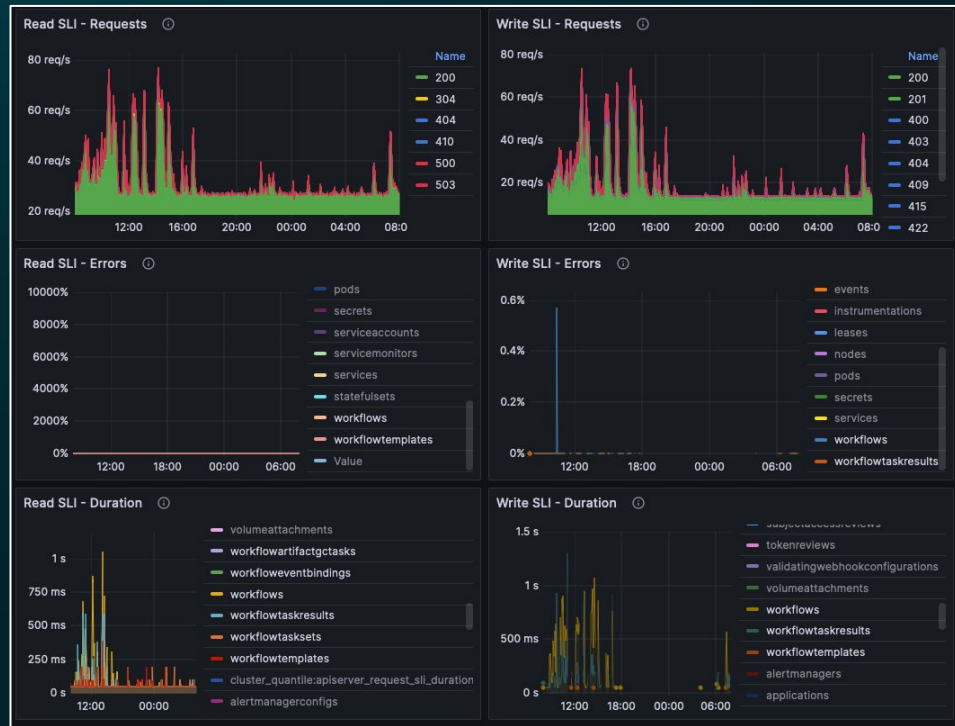 Read SLI - Requests
80 req/s
60 req/s
40 req/s
20 req/s
12:00 16:00 20:00 00:00 04:00 08:0
Name
200
304
404
410
500
503
Write SLI - Requests
80 req/s
60 req/s
40 req/s
20 req/s
12:00 16:00 20:00 00:00 04:00 08:0
Name
200
201
400
403
404
409
415
422
Read SLI - Errors
10000%
8000%
6000%
4000%
2000%
0%
12:00 18:00 00:00 06:00
pods
secrets
serviceaccounts
servicemonitors
services
statefulsets
workflows
workflowtemplates
Value
Write SLI - Errors
0.6%
0.4%
0.2%
0%
12:00 18:00 00:00 06:00
events
instrumentations
leases
nodes
pods
secrets
services
workflows
workflowtaskresults
Read SLI - Duration
1 s
750 ms
500 ms
250 ms
0 s
12:00 00:00
volumeattachments
workflowartifactgctasks
workfloweventbindings
workflows
workflowtaskresults
workflowtasksets
workflowtemplates
cluster_quantile:apiserver_request_sli_duration
alertmanagerconfigs
Write SLI - Duration
1.5 s
1 s
500 ms
0 s
12:00 18:00 00:00 06:00
tokenreviews
validatingwebhookconfigurations
volumeattachments
workflows
workflowtaskresults
workflowtemplates
alertmanagers
applications